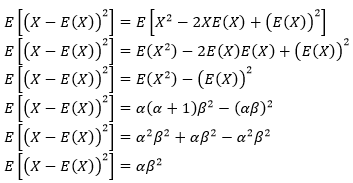 E[(X − E(X))²] = E[X² − 2XE(X) + (E(X))²]
E[(X − E(X))²] = E(X²) − 2E(X)E(X) + (E(X))²
E[(X − E(X))²] = E(X²) − (E(X))²
E[(X − E(X))²] = α(α + 1)β² − (αβ)²
E[(X − E(X))²] = α²β² + αβ² − α²β²
E[(X − E(X))²] = αβ²